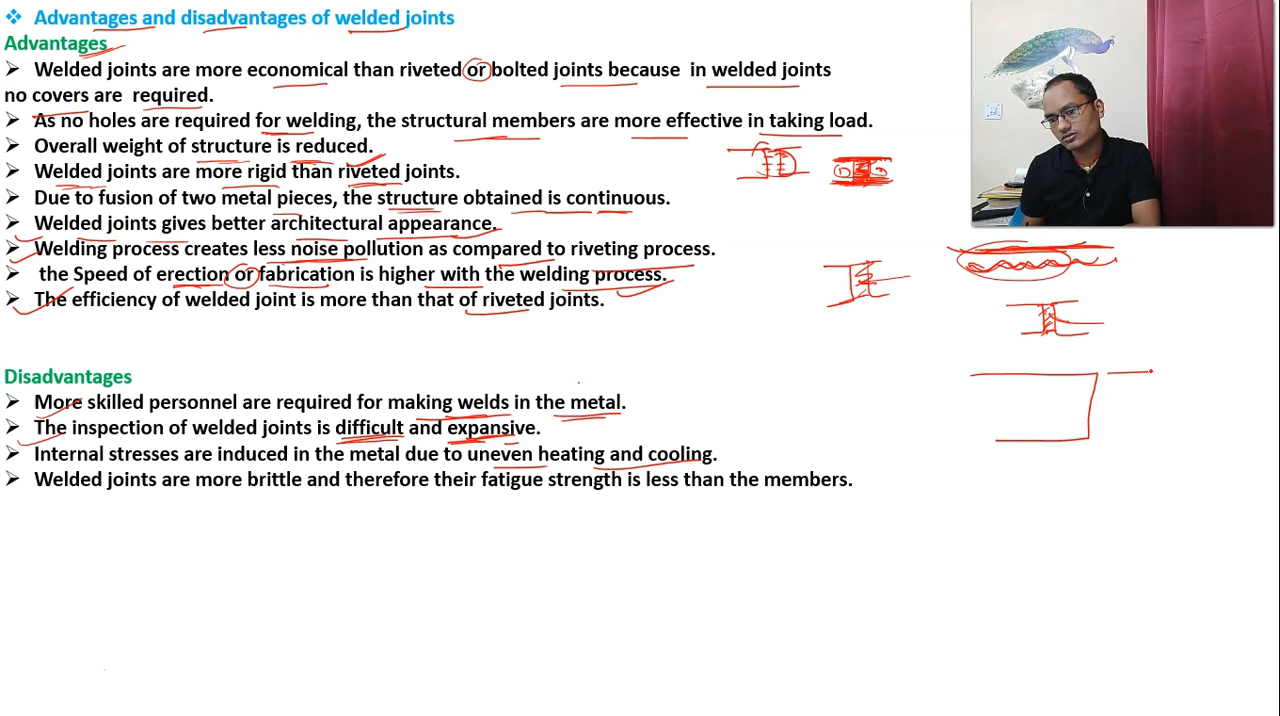 ❖ Advantages and disadvantages of welded joints
Advantages
➢ Welded joints are more economical than riveted or bolted joints because in welded joints
no covers are required.
➢ As no holes are required for welding, the structural members are more effective in taking load.
➢ Overall weight of structure is reduced.
➢ Welded joints are more rigid than riveted joints.
➢ Due to fusion of two metal pieces, the structure obtained is continuous.
➢ Welded joints gives better architectural appearance.
➢ Welding process creates less noise pollution as compared to riveting process.
➢ the Speed of erection or fabrication is higher with the welding process.
➢ The efficiency of welded joint is more than that of riveted joints.
Disadvantages
➢ More skilled personnel are required for making welds in the metal.
➢ The inspection of welded joints is difficult and expansive.
➢ Internal stresses are induced in the metal due to uneven heating and cooling.
➢ Welded joints are more brittle and therefore their fatigue strength is less than the members.